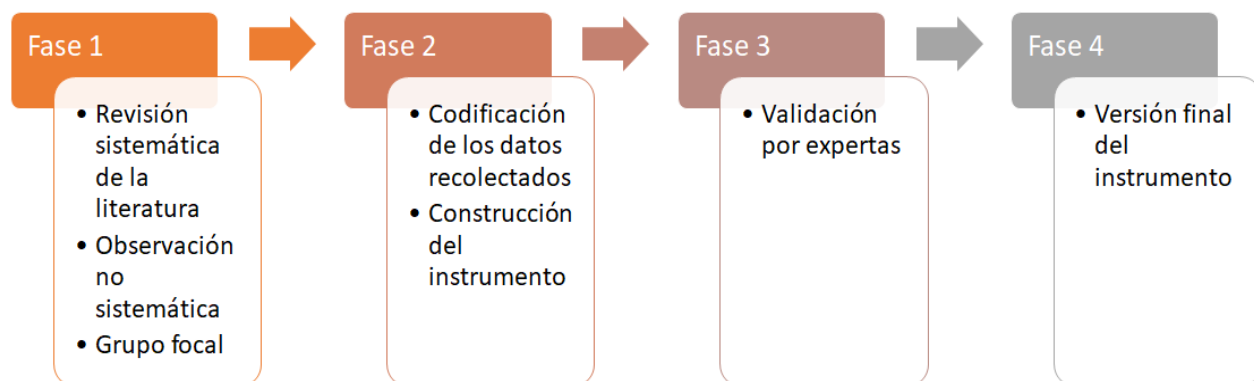 Fase 1
• Revisión
sistemática
de la
literatura
• Observación
no
sistemática
• Grupo focal
Fase 2
• Codificación
de los datos
recolectados
• Construcción
del
instrumento
Fase 3
• Validación
por expertas
Fase 4
• Versión final
del
instrumento